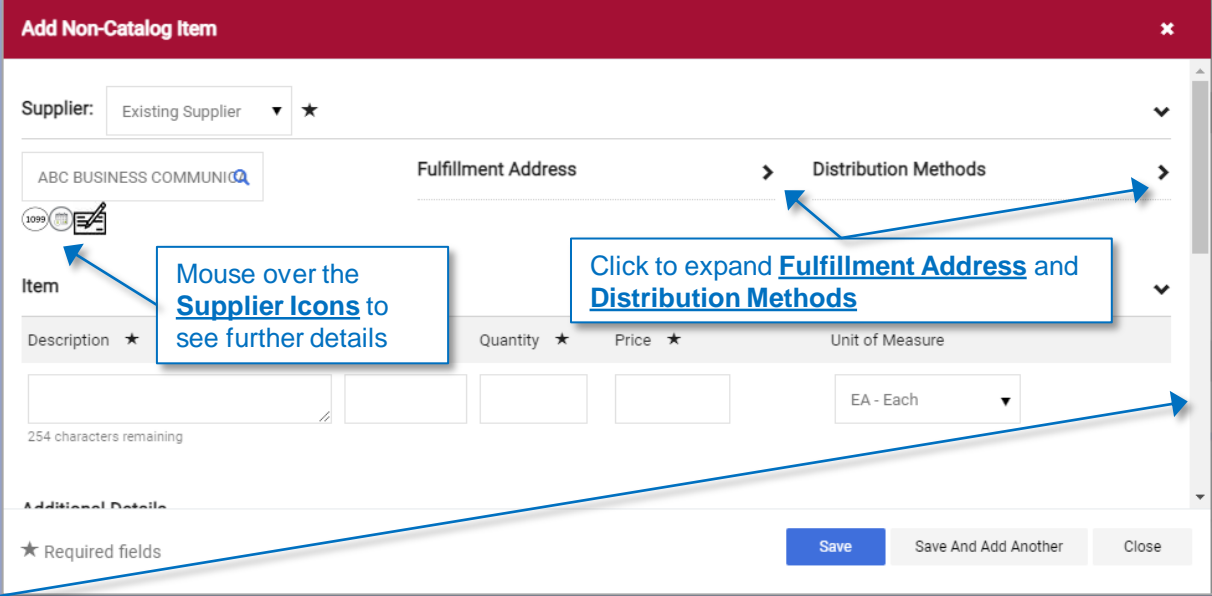 Add Non-Catalog Item
Supplier:
Existing Supplier
ABC BUSINESS COMMUNIC
Fulfillment Address
Distribution Methods
1099
Mouse over the
Supplier Icons to
see further details
Click to expand Fulfillment Address and
Distribution Methods
Item
Description ★
Quantity ★
Price ★
Unit of Measure
EA - Each
254 characters remaining
Additional Details
★ Required fields
Save
Save And Add Another
Close